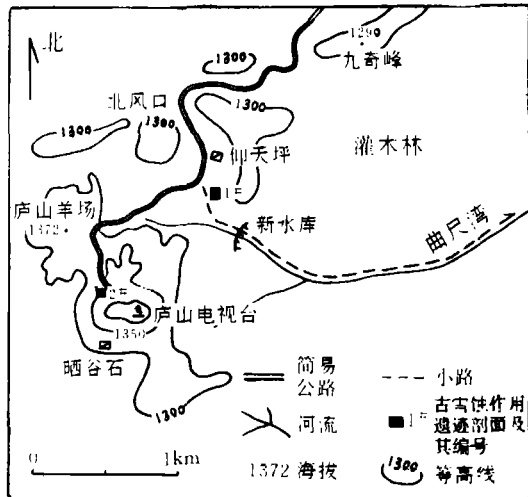 北
1290
九奇峰
1300
1300
北风口
1300
仰天坪
灌木林
1#
庐山羊场
1372
新水库
曲尺湾
2#
庐山电视台
1350
晒谷石
1300
简易
公路
小路
河流
1#
古雪蚀作用
遗迹剖面及
其编号
0
1km
1372 海拔
1300
等高线